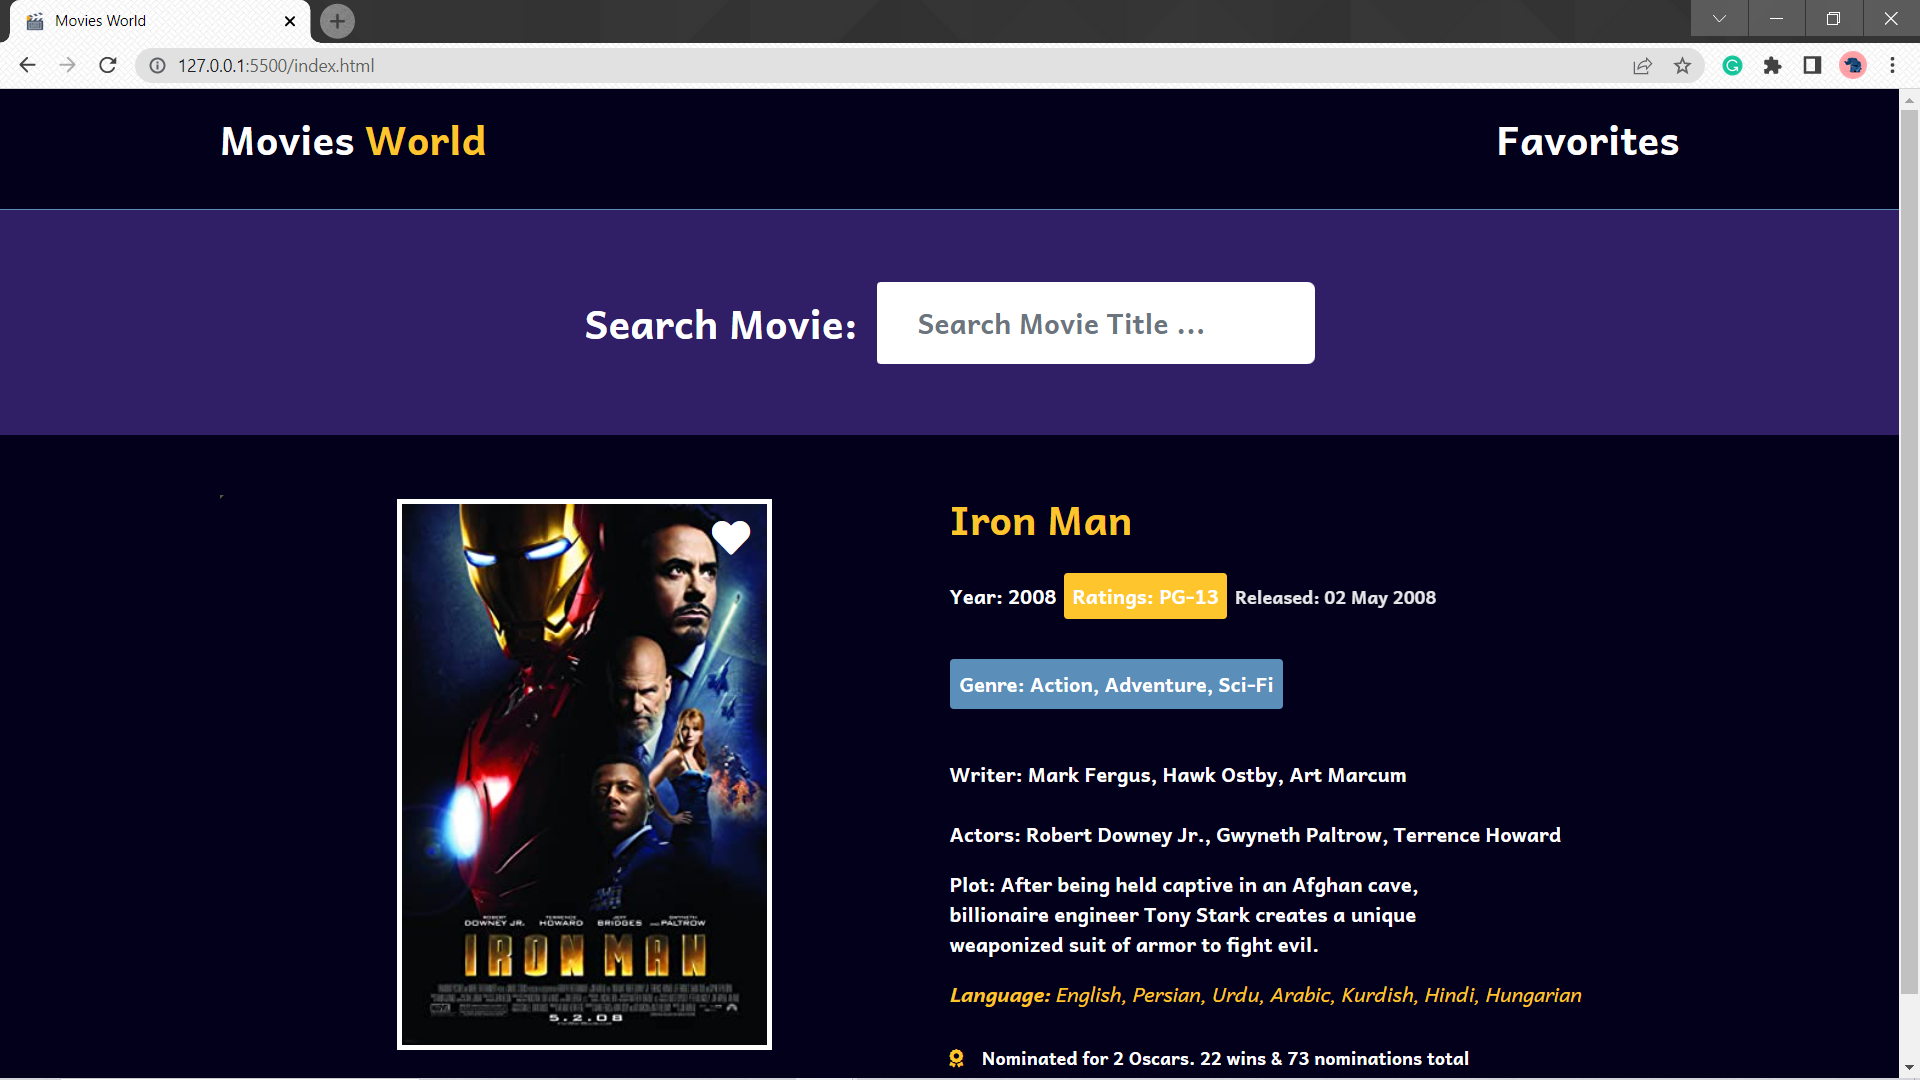 Movies World
127.0.0.1:5500/index.html
Movies World
Favorites
Search Movie:
Search Movie Title ...
Iron Man
Year: 2008 Ratings: PG-13 Released: 02 May 2008
Genre: Action, Adventure, Sci-Fi
Writer: Mark Fergus, Hawk Ostby, Art Marcum
Actors: Robert Downey Jr., Gwyneth Paltrow, Terrence Howard
Plot: After being held captive in an Afghan cave,
billionaire engineer Tony Stark creates a unique
weaponized suit of armor to fight evil.
Language: English, Persian, Urdu, Arabic, Kurdish, Hindi, Hungarian
Nominated for 2 Oscars. 22 wins & 73 nominations total
ROBERT DOWNEY JR. TERRENCE HOWARD JEFF BRIDGES AND GWYNETH PALTROW
IRON MAN
MARVEL
5.2.08